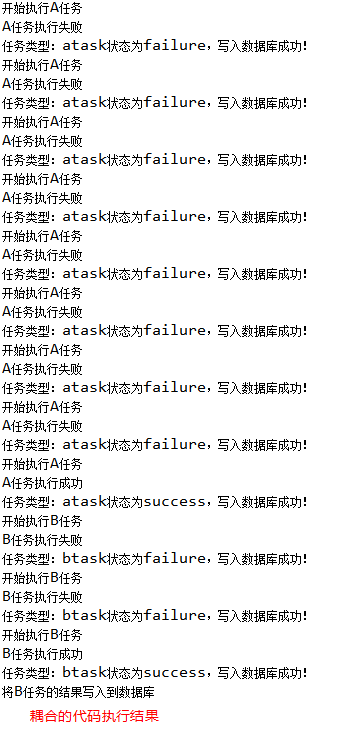 开始执行A任务
A任务执行失败
任务类型：atask状态为failure，写入数据库成功!
开始执行A任务
A任务执行失败
任务类型：atask状态为failure，写入数据库成功!
开始执行A任务
A任务执行失败
任务类型：atask状态为failure，写入数据库成功!
开始执行A任务
A任务执行失败
任务类型：atask状态为failure，写入数据库成功!
开始执行A任务
A任务执行失败
任务类型：atask状态为failure，写入数据库成功!
开始执行A任务
A任务执行失败
任务类型：atask状态为failure，写入数据库成功!
开始执行A任务
A任务执行失败
任务类型：atask状态为failure，写入数据库成功!
开始执行A任务
A任务执行失败
任务类型：atask状态为failure，写入数据库成功!
开始执行A任务
A任务执行成功
任务类型：atask状态为success，写入数据库成功!
开始执行B任务
B任务执行失败
任务类型：btask状态为failure，写入数据库成功!
开始执行B任务
B任务执行失败
任务类型：btask状态为failure，写入数据库成功!
开始执行B任务
B任务执行成功
任务类型：btask状态为success，写入数据库成功!
将B任务的结果写入到数据库
耦合的代码执行结果